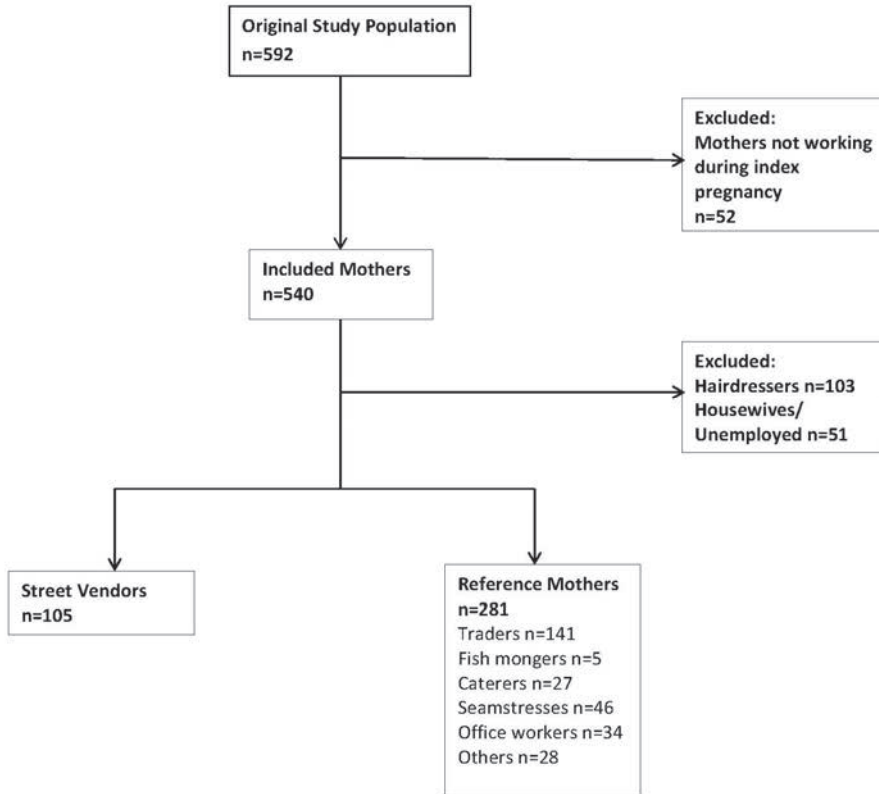 Original Study Population
n=592
Excluded:
Mothers not working
during index
pregnancy
n=52
Included Mothers
n=540
Excluded:
Hairdressers n=103
Housewives/
Unemployed n=51
Street Vendors
n=105
Reference Mothers
n=281
Traders n=141
Fish mongers n=5
Caterers n=27
Seamstresses n=46
Office workers n=34
Others n=28